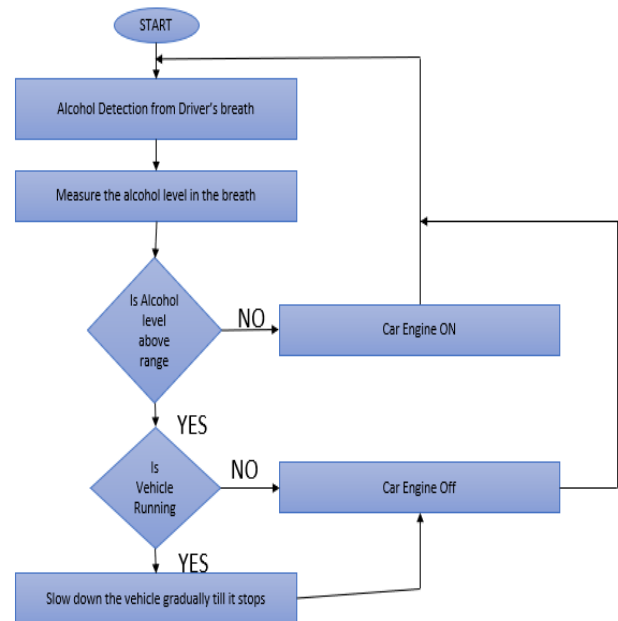 START
Alcohol Detection from Driver's breath
Measure the alcohol level in the breath
Is Alcohol
level
above
range
NO
Car Engine ON
YES
Is
Vehicle
Running
NO
Car Engine Off
YES
Slow down the vehicle gradually till it stops